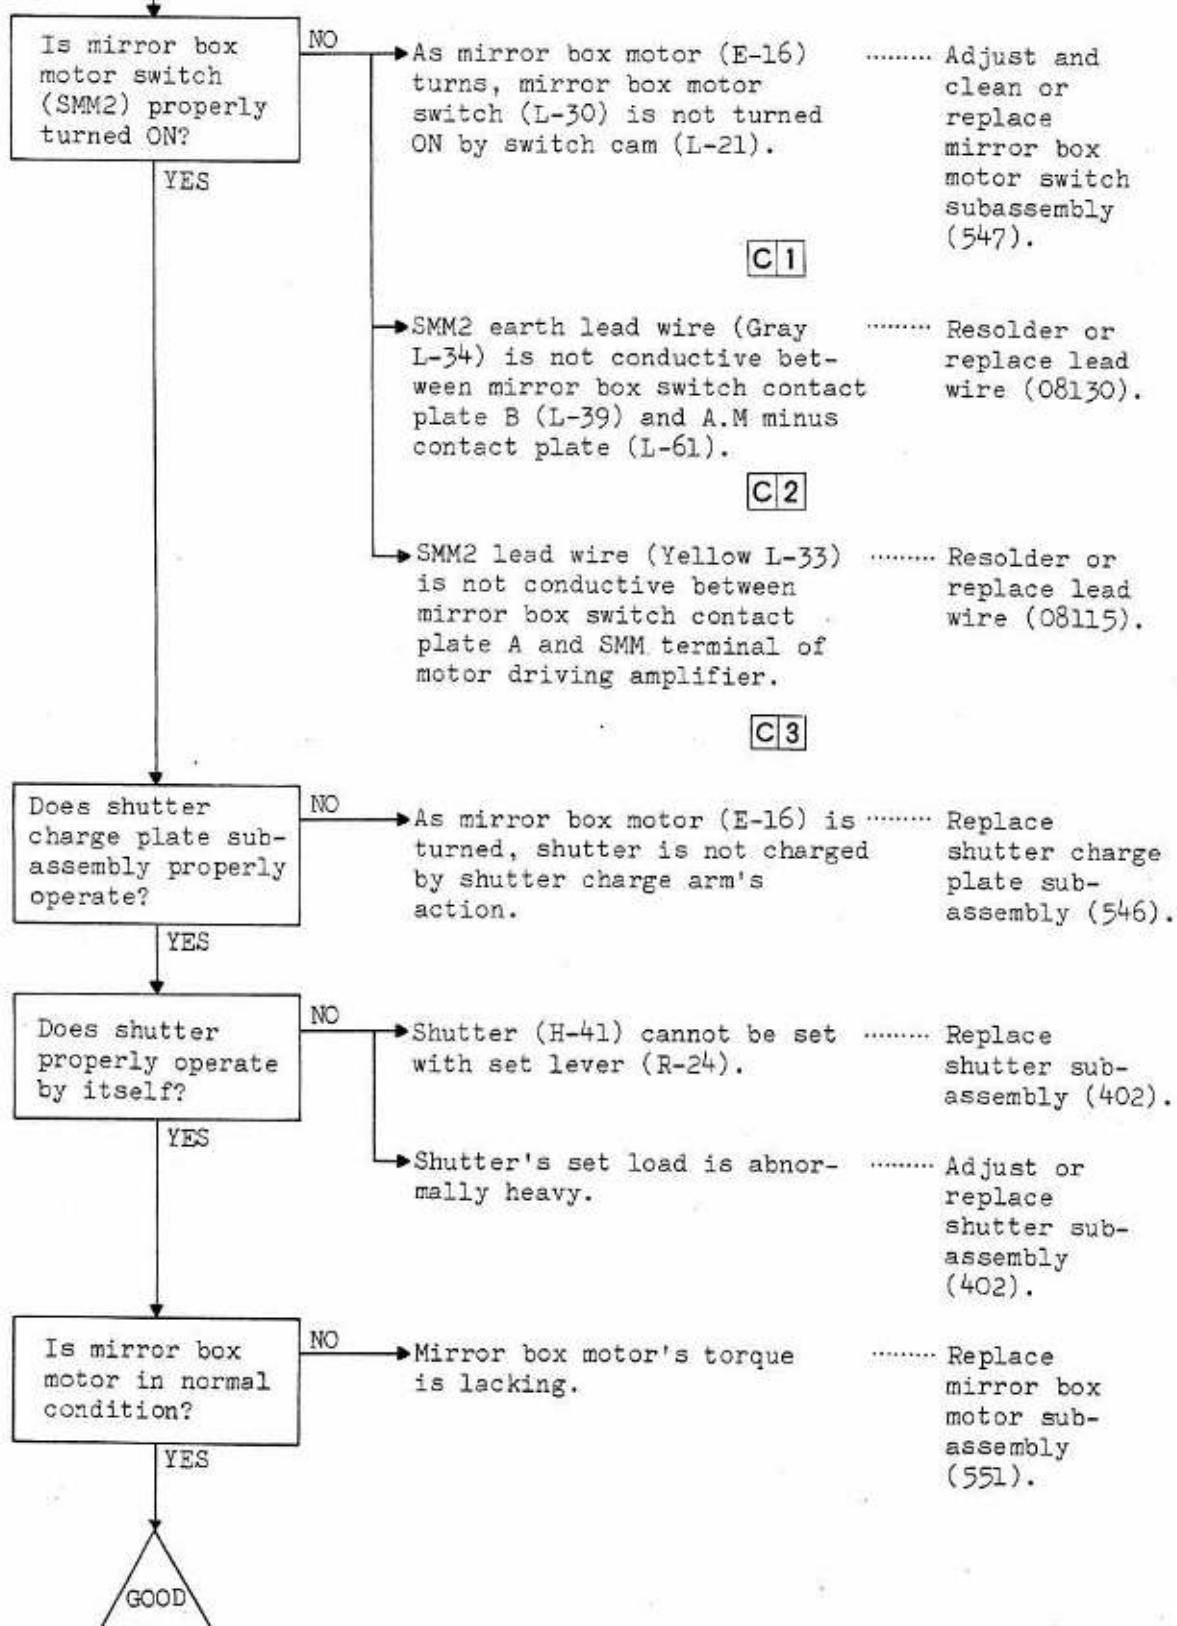 Is mirror box
motor switch
(SMM2) properly
turned ON?
NO
YES
As mirror box motor (E-16)
turns, mirror box motor
switch (L-30) is not turned
ON by switch cam (L-21).
......... Adjust and
clean or
replace
mirror box
motor switch
subassembly
(547).
C 1
SMM2 earth lead wire (Gray
L-34) is not conductive bet-
ween mirror box switch contact
plate B (L-39) and A.M minus
contact plate (L-61).
......... Resolder or
replace lead
wire (08130).
C 2
SMM2 lead wire (Yellow L-33)
is not conductive between
mirror box switch contact
plate A and SMM terminal of
motor driving amplifier.
......... Resolder or
replace lead
wire (08115).
C 3
Does shutter
charge plate sub-
assembly properly
operate?
NO
YES
As mirror box motor (E-16) is
turned, shutter is not charged
by shutter charge arm's
action.
......... Replace
shutter charge
plate sub-
assembly (546).
Does shutter
properly operate
by itself?
NO
YES
Shutter (H-41) cannot be set
with set lever (R-24).
......... Replace
shutter sub-
assembly (402).
Shutter's set load is abnor-
mally heavy.
......... Adjust or
replace
shutter sub-
assembly
(402).
Is mirror box
motor in normal
condition?
NO
YES
Mirror box motor's torque
is lacking.
......... Replace
mirror box
motor sub-
assembly
(551).
GOOD